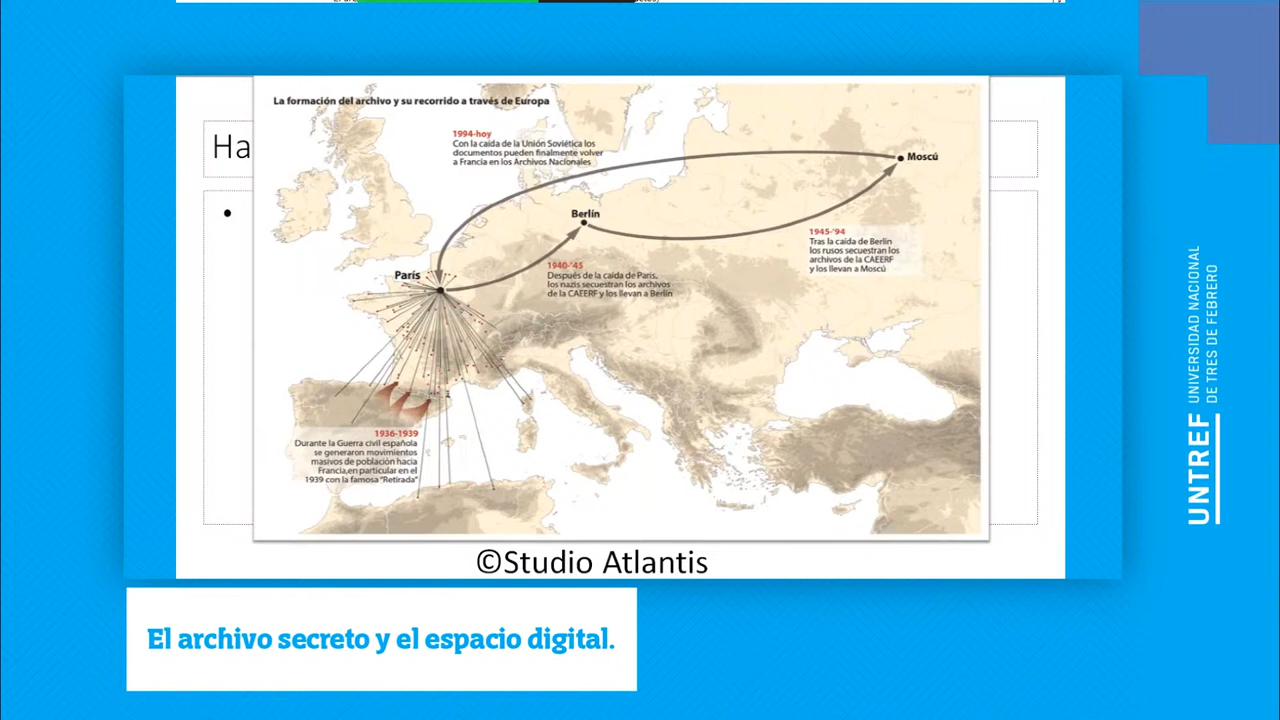 La formación del archivo y su recorrido a través de Europa
Ha
•
1994-hoy
Con la caída de la Unión Soviética los
documentos pueden finalmente volver
a Francia en los Archivos Nacionales
Moscú
Berlín
1945-'94
Tras la caída de Berlin
los rusos secuestran los
archivos de la CAEERF
y los llevan a Moscú
París
1940-'45
Después de la caída de Paris,
los nazis secuestran los archivos
de la CAEERF y los llevan a Berlín
1936-1939
Durante la Guerra civil española
se generaron movimientos
masivos de población hacia
Francia,en particular en el
1939 con la famosa "Retirada"
©Studio Atlantis
El archivo secreto y el espacio digital.
UNTREF
UNIVERSIDAD NACIONAL
DE TRES DE FEBRERO